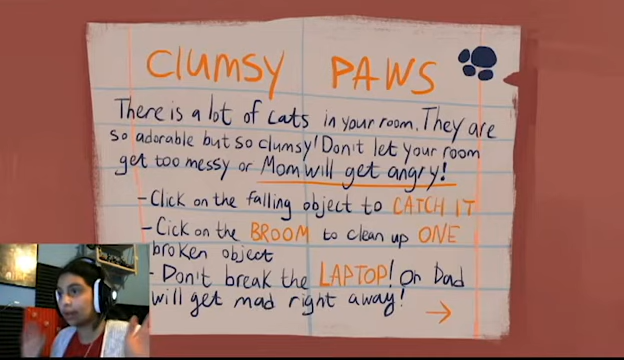 Clumsy Paws
There is a lot of cats in your room. They are
so adorable but so clumsy! Don't let your room
get too messy or Mom will get angry!
- Click on the falling object to CATCH IT
- Cick on the BROOM to clean up ONE
broken object
- Don't break the LAPTOP! Or Dad
will get mad right away!